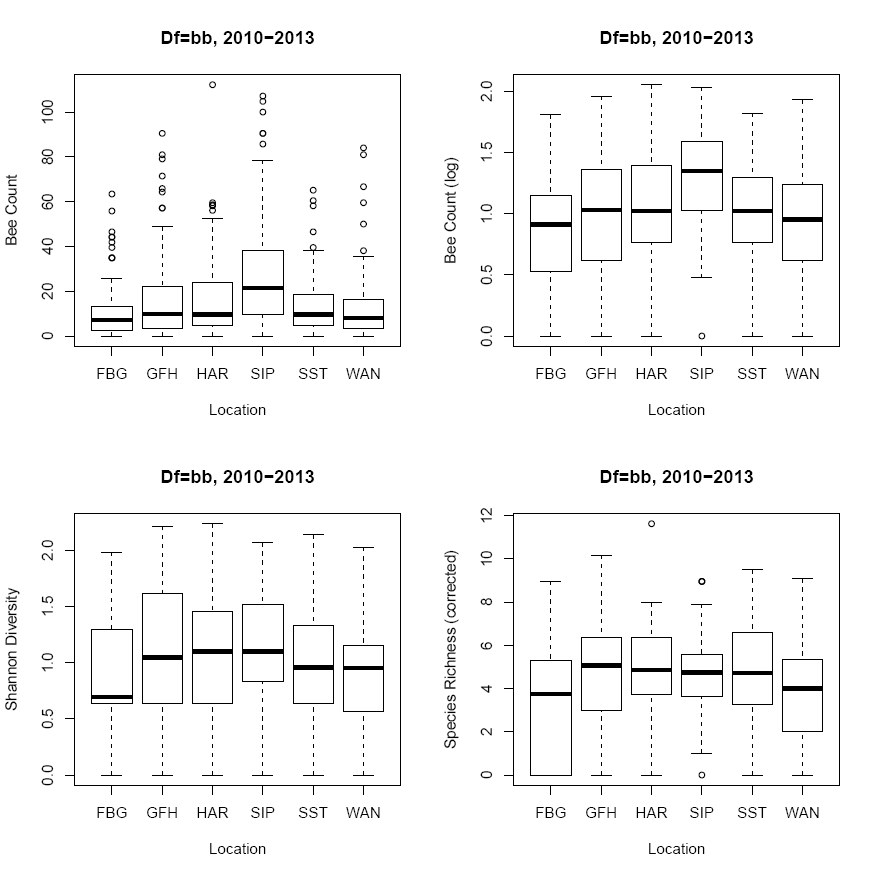 Df=bb, 2010−2013
Bee Count
0 20 40 60 80 100
FBG GFH HAR SIP SST WAN
Location
Df=bb, 2010−2013
Bee Count (log)
0.0 0.5 1.0 1.5 2.0
FBG GFH HAR SIP SST WAN
Location
Df=bb, 2010−2013
Shannon Diversity
0.0 0.5 1.0 1.5 2.0
FBG GFH HAR SIP SST WAN
Location
Df=bb, 2010−2013
Species Richness (corrected)
0 2 4 6 8 10 12
FBG GFH HAR SIP SST WAN
Location